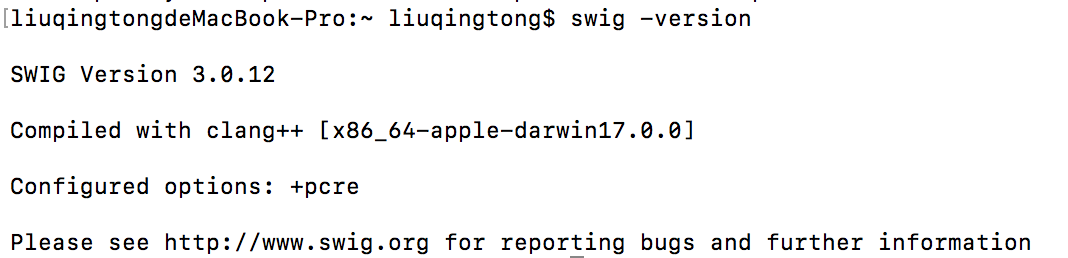 [liuqingtongdeMacBook-Pro:~ liuqingtong$ swig -version
SWIG Version 3.0.12
Compiled with clang++ [x86_64-apple-darwin17.0.0]
Configured options: +pcre
Please see http://www.swig.org for reporting bugs and further information